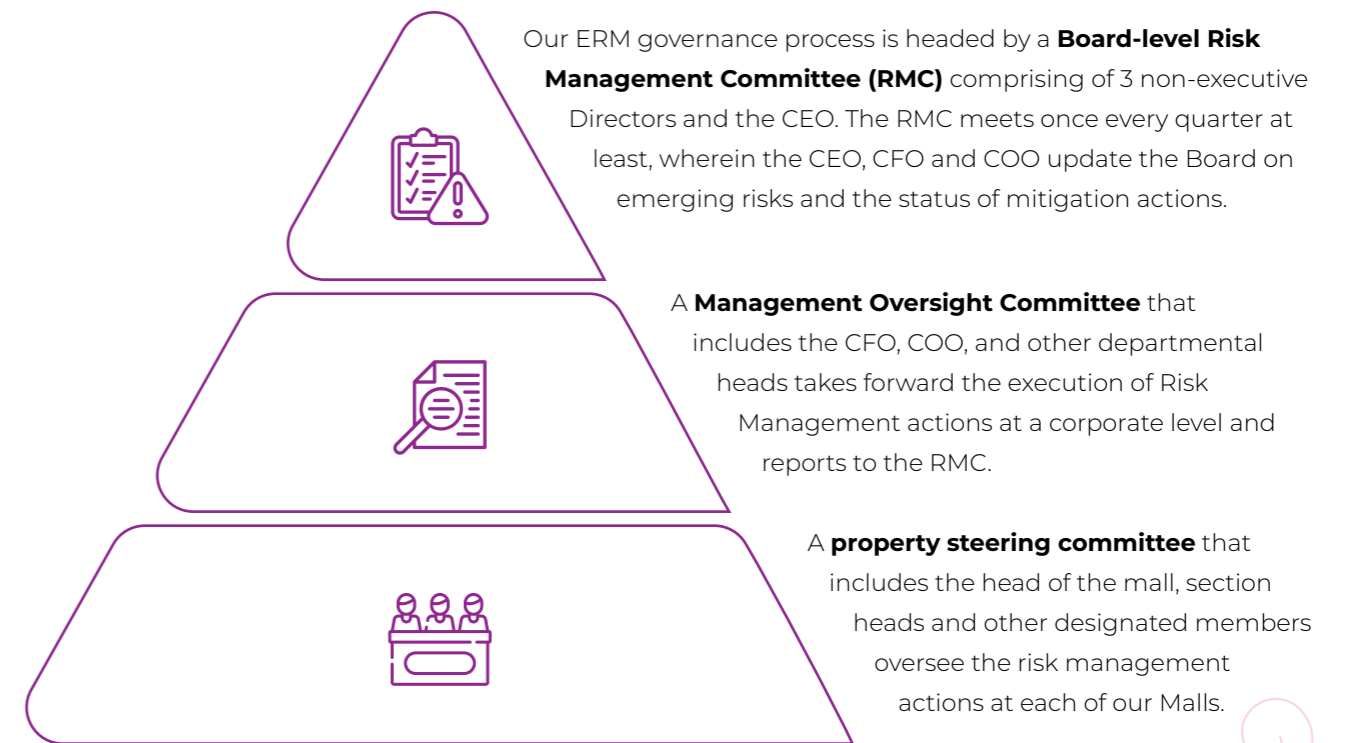 Our ERM governance process is headed by a Board-level Risk
Management Committee (RMC) comprising of 3 non-executive
Directors and the CEO. The RMC meets once every quarter at
least, wherein the CEO, CFO and COO update the Board on
emerging risks and the status of mitigation actions.
A Management Oversight Committee that
includes the CFO, COO, and other departmental
heads takes forward the execution of Risk
Management actions at a corporate level and
reports to the RMC.
A property steering committee that
includes the head of the mall, section
heads and other designated members
oversee the risk management
actions at each of our Malls.